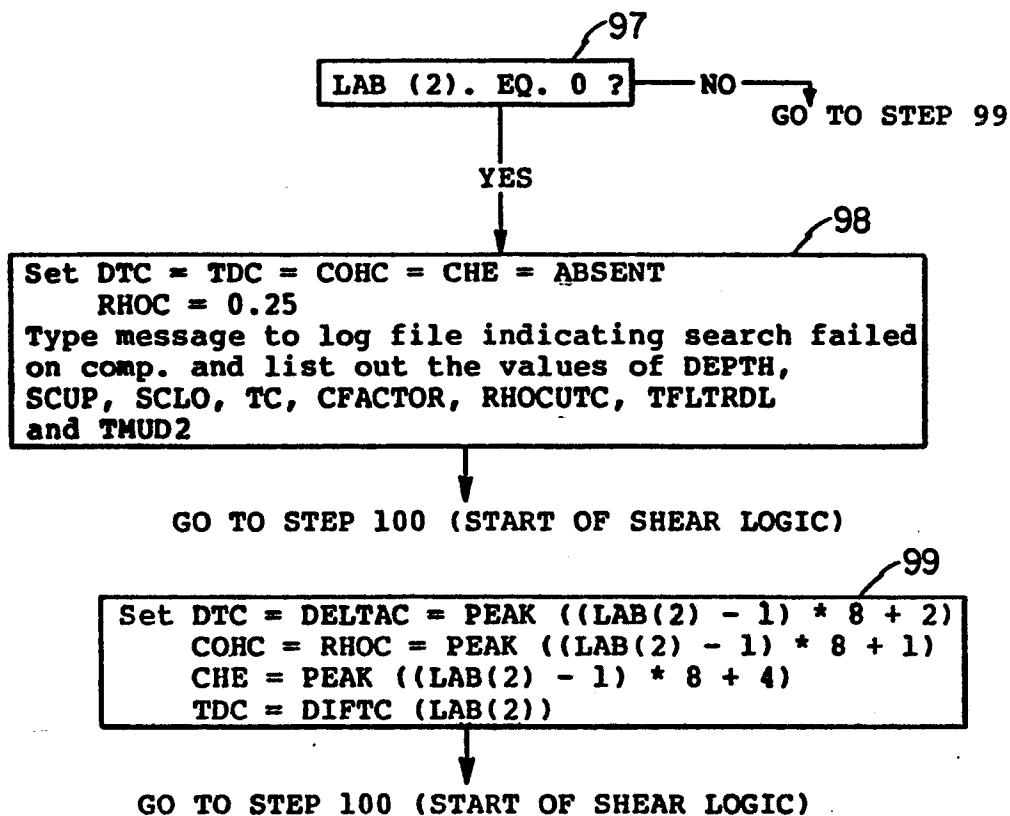 97
LAB (2). EQ. 0 ?
NO
GO TO STEP 99
YES
98
Set DTC = TDC = COHC = CHE = ABSENT
RHOC = 0.25
Type message to log file indicating search failed
on comp. and list out the values of DEPTH,
SCUP, SCLO, TC, CFACTOR, RHOCUTC, TFLTRDL
and TMUD2
GO TO STEP 100 (START OF SHEAR LOGIC)
99
Set DTC = DELTAC = PEAK ((LAB(2) - 1) * 8 + 2)
COHC = RHOC = PEAK ((LAB(2) - 1) * 8 + 1)
CHE = PEAK ((LAB(2) - 1) * 8 + 4)
TDC = DIFTC (LAB(2))
GO TO STEP 100 (START OF SHEAR LOGIC)